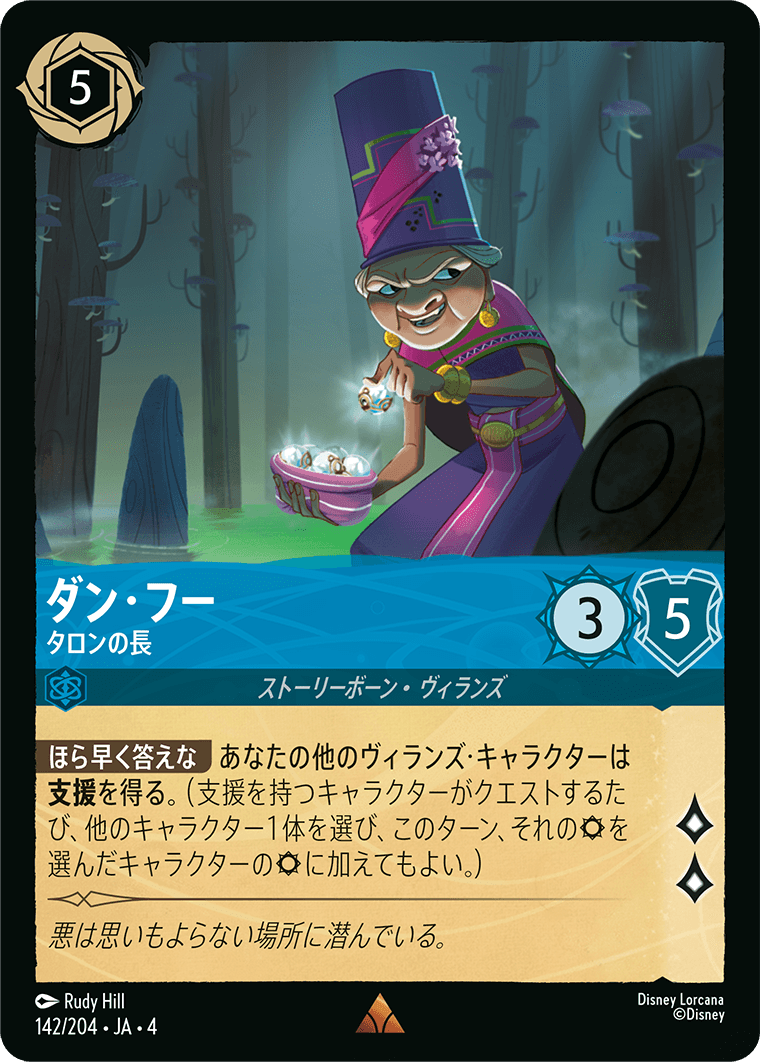 5
ダン・フー
タロンの長
3
5
ストーリーボーン・ヴィランズ
ほら早く答えな あなたの他のヴィランズ・キャラクターは
支援を得る。（支援を持つキャラクターがクエストするた
び、他のキャラクター1体を選び、このターン、それの を
選んだキャラクターの に加えてもよい。）
悪は思いもよらない場所に潜んでいる。
Rudy Hill
142/204 • JA • 4
Disney Lorcana
©Disney